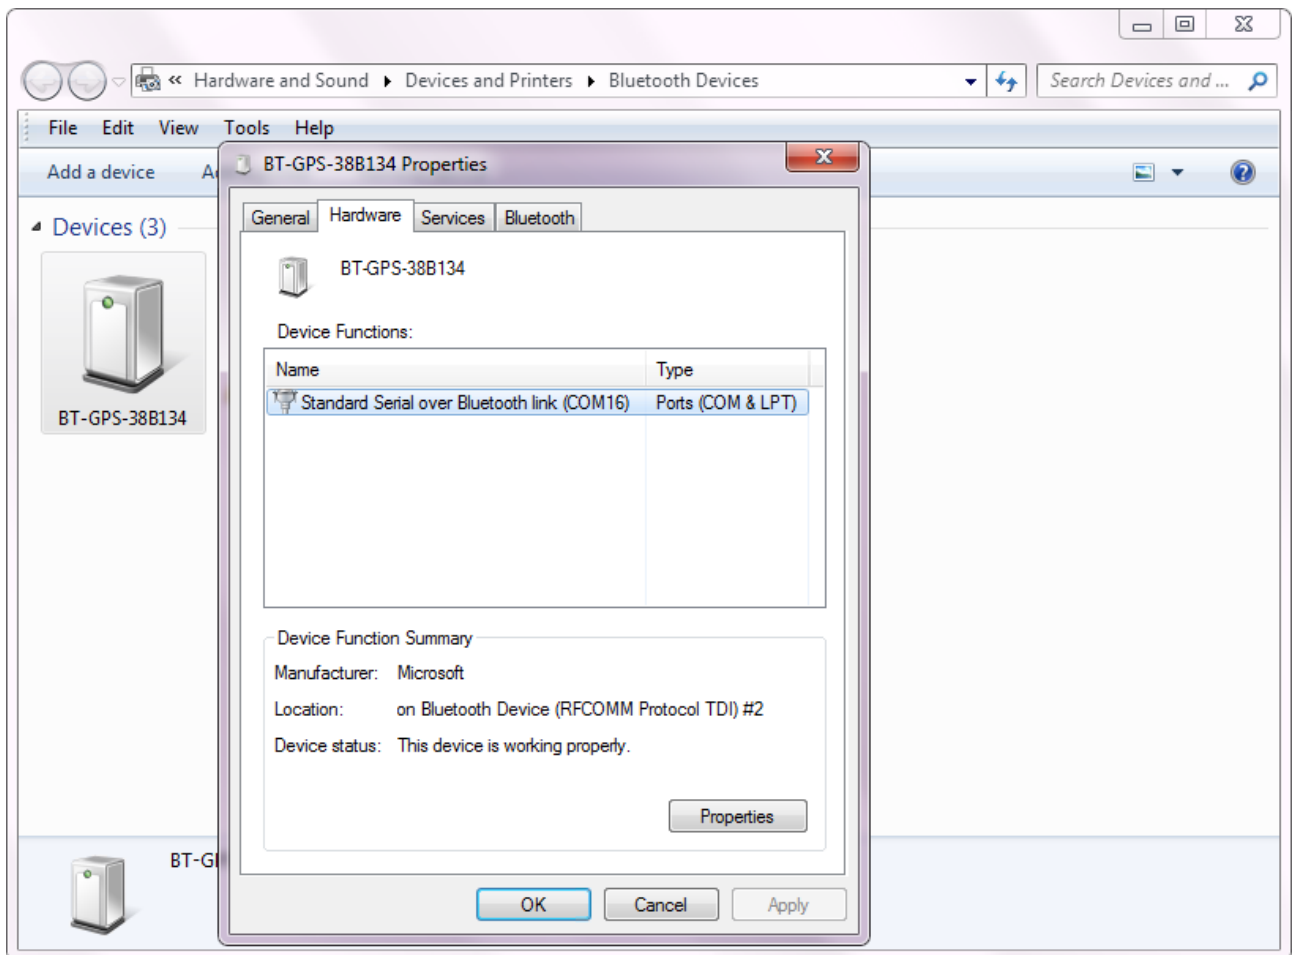 « Hardware and Sound ▸ Devices and Printers ▸ Bluetooth Devices
Search Devices and ...
File Edit View Tools Help
Add a device
BT-GPS-38B134 Properties
General Hardware Services Bluetooth
Devices (3)
BT-GPS-38B134
BT-GPS-38B134
Device Functions:
Name Type
Standard Serial over Bluetooth link (COM16) Ports (COM & LPT)
Device Function Summary
Manufacturer: Microsoft
Location: on Bluetooth Device (RFCOMM Protocol TDI) #2
Device status: This device is working properly.
Properties
BT-G
OK Cancel Apply